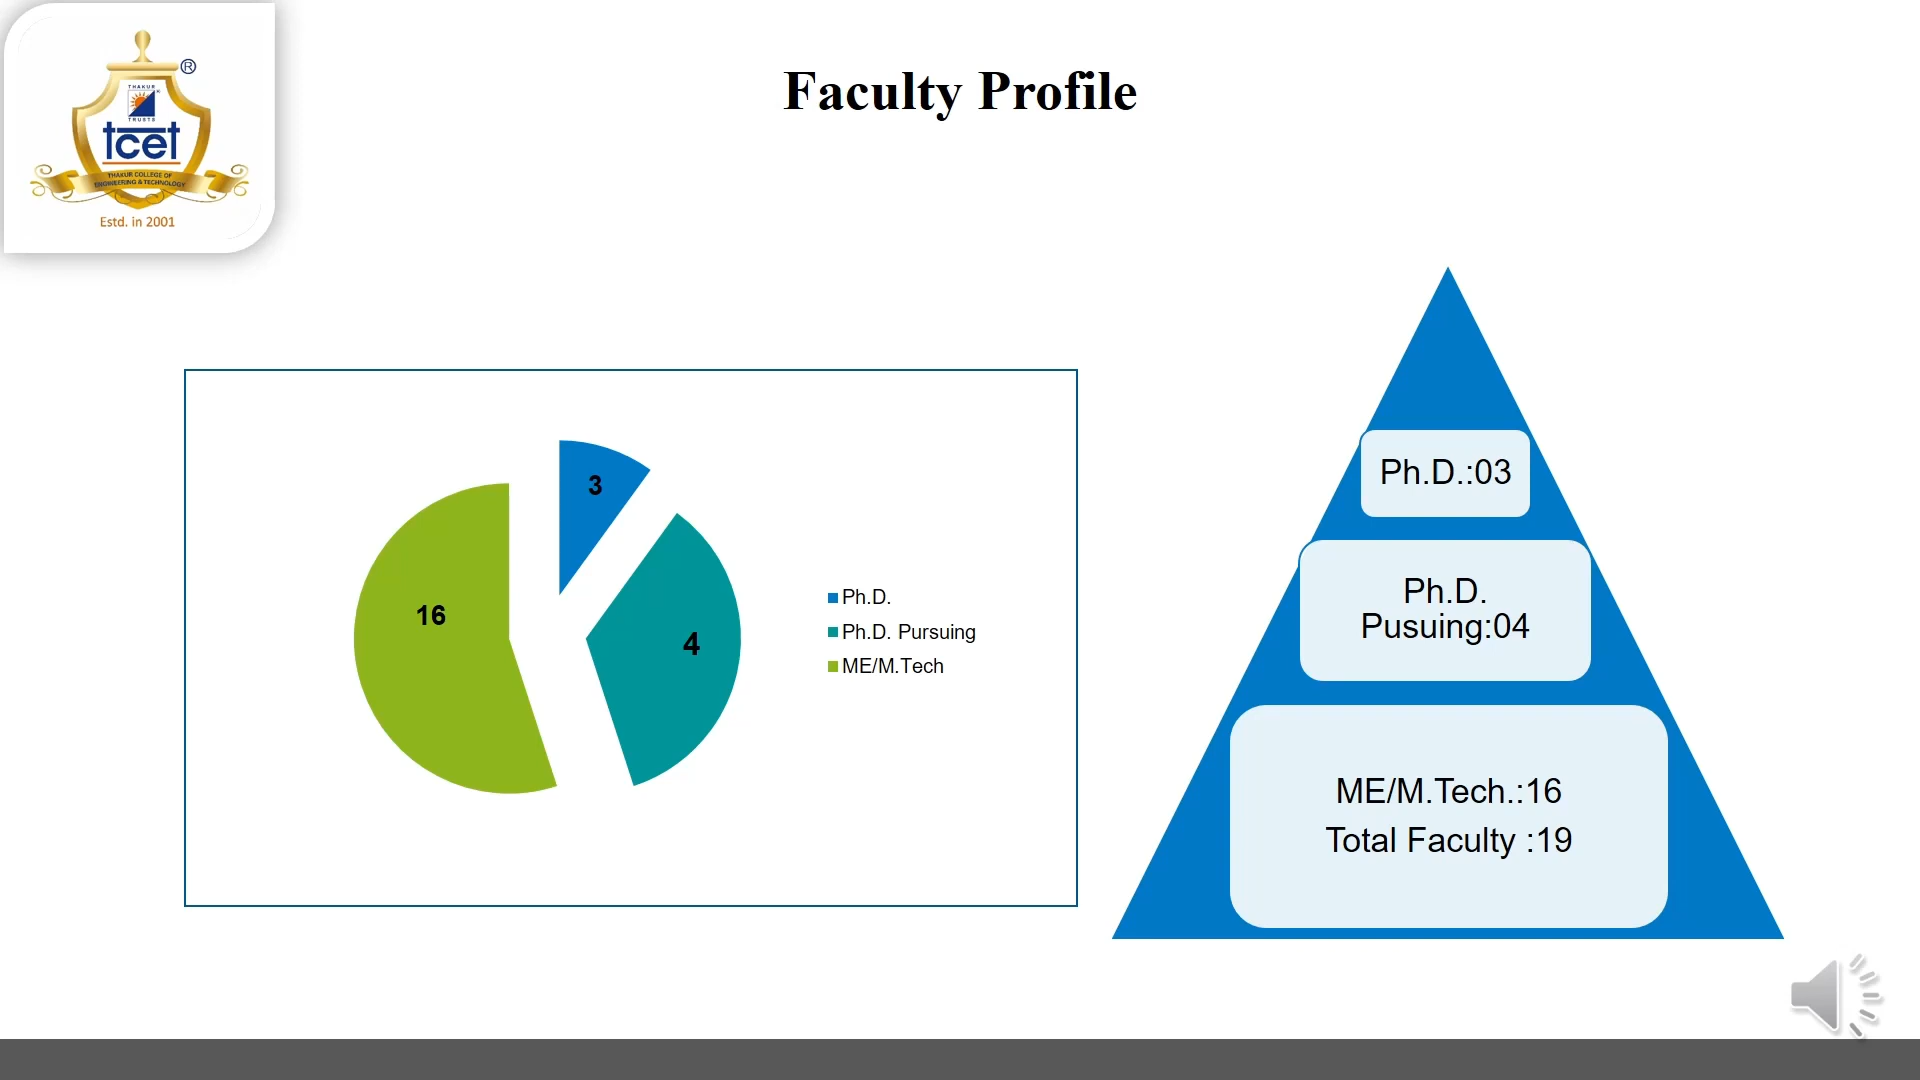 ®
THAKUR
TRUSTS
tcet
THAKUR COLLEGE OF
ENGINEERING & TECHNOLOGY
Estd. in 2001
Faculty Profile
3
16
4
Ph.D.
Ph.D. Pursuing
ME/M.Tech
Ph.D.:03
Ph.D.
Pusuing:04
ME/M.Tech.:16
Total Faculty :19